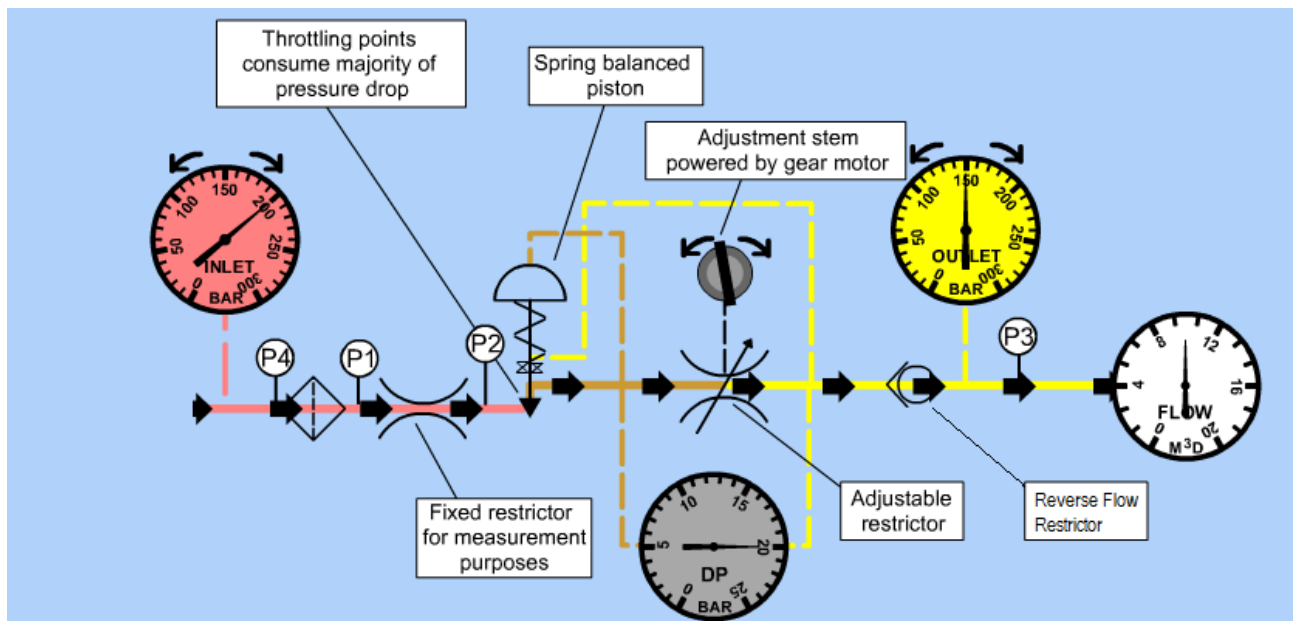 Throttling points
consume majority of
pressure drop
Spring balanced
piston
Adjustment stem
powered by gear motor
0
50
100
150
200
250
300
INLET
BAR
0
50
100
150
200
250
300
OUTLET
BAR
P4
P1
P2
P3
0
4
8
12
16
20
FLOW
M³D
0
5
10
15
20
25
DP
BAR
Fixed restrictor
for measurement
purposes
Adjustable
restrictor
Reverse Flow
Restrictor